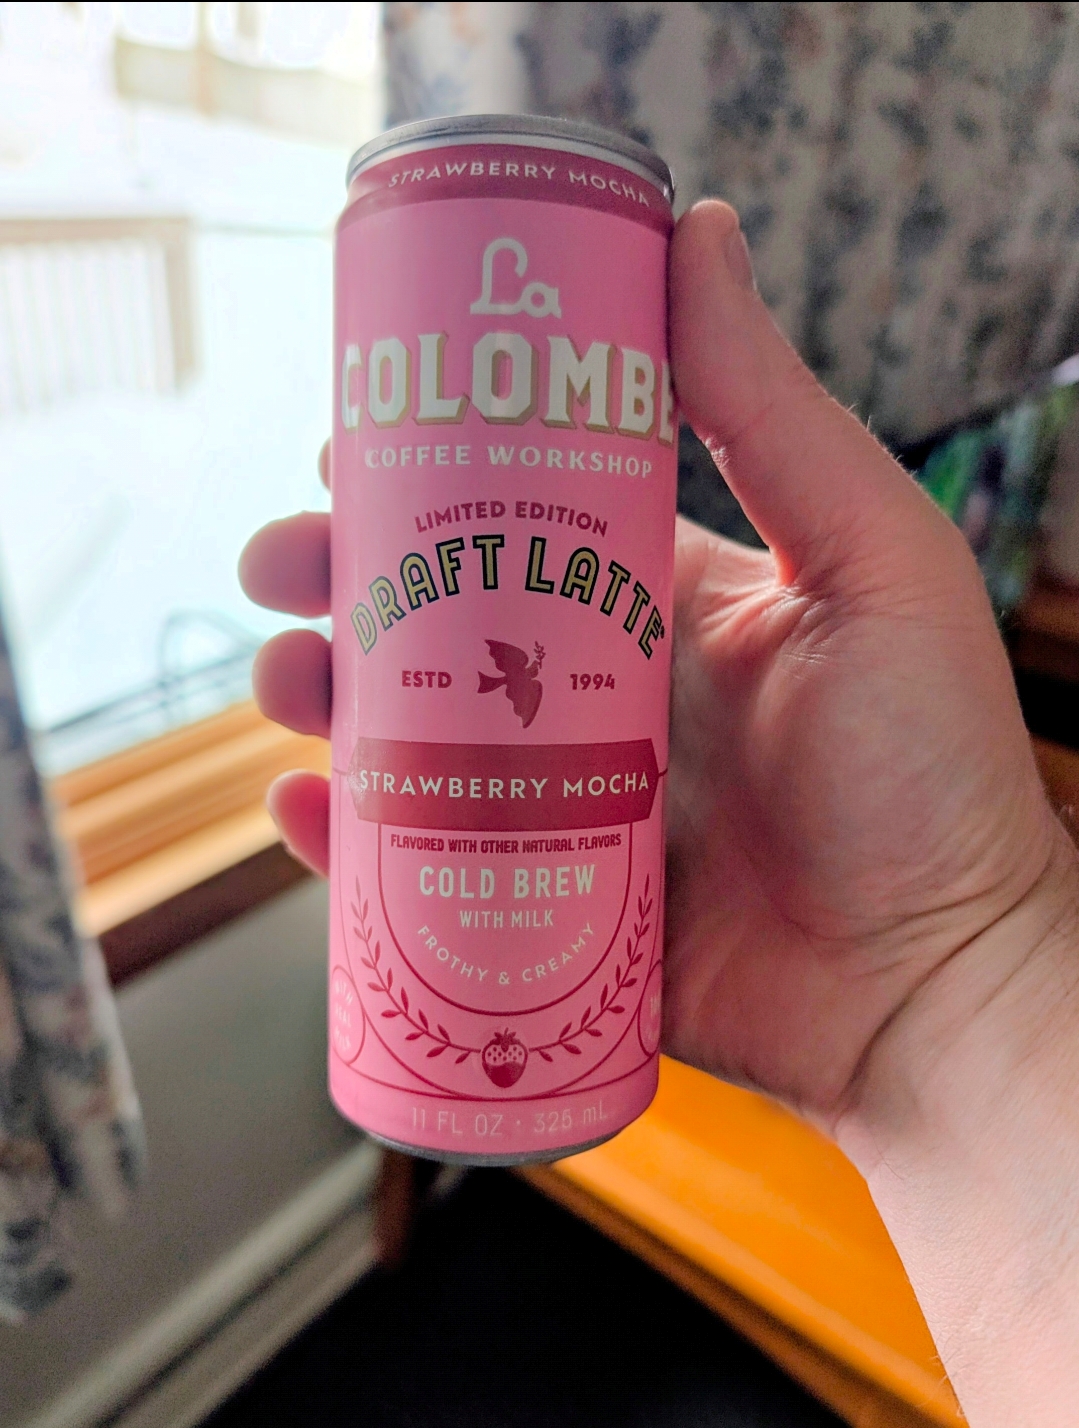 STRAWBERRY MOCHA
La
COLOMBE
COFFEE WORKSHOP
LIMITED EDITION
DRAFT LATTE®
ESTD 1994
STRAWBERRY MOCHA
FLAVORED WITH OTHER NATURAL FLAVORS
COLD BREW
WITH MILK
FROTHY & CREAMY
11 FL OZ • 325 mL